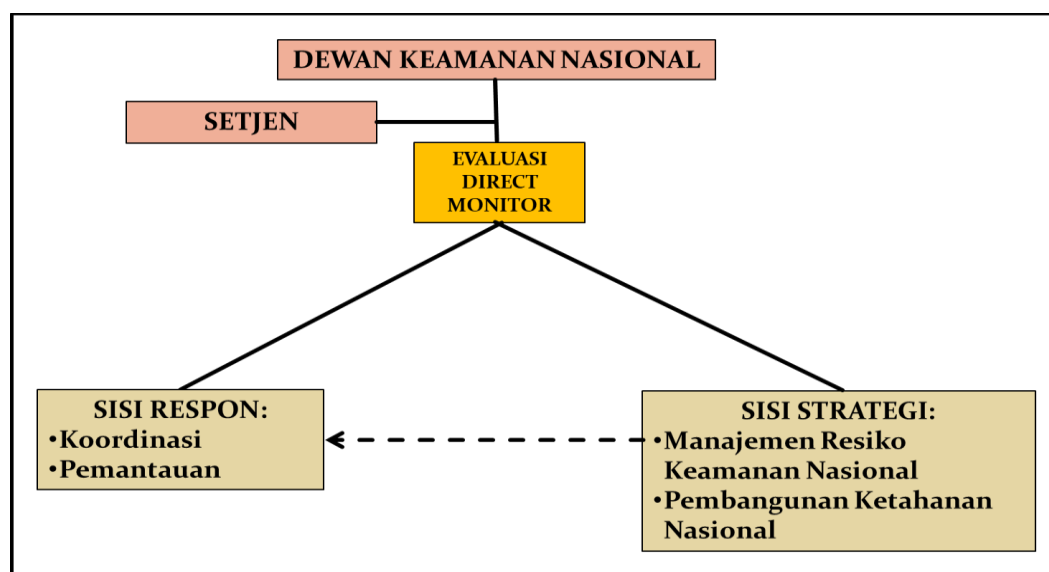 DEWAN KEAMANAN NASIONAL
SETJEN
EVALUASI
DIRECT
MONITOR
SISI RESPON:
•Koordinasi
•Pemantauan
SISI STRATEGI:
•Manajemen Resiko
Keamanan Nasional
•Pembangunan Ketahanan
Nasional